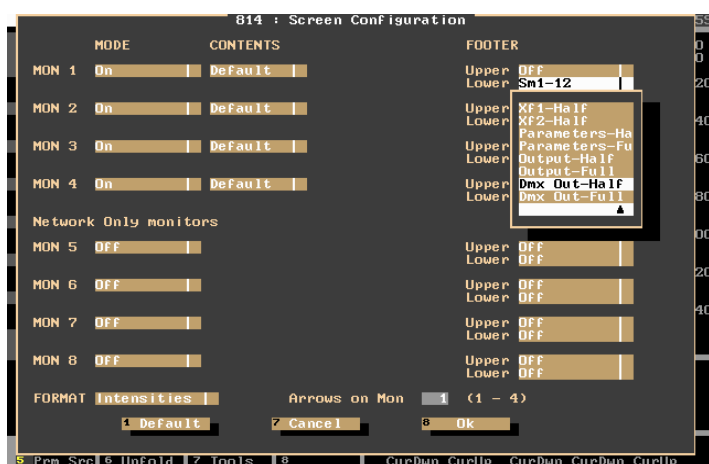 814 : Screen Configuration
MODE CONTENTS FOOTER
MON 1 On Default Upper Off
Lower Sm1-12
MON 2 On Default Upper Xf1-Half
Lower Xf2-Half
Parameters-Ha
MON 3 On Default Upper Parameters-Fu
Lower Output-Half
Output-Full
MON 4 On Default Upper Dmx Out-Half
Lower Dmx Out-Full
Network Only monitors
MON 5 Off Upper Off
Lower Off
MON 6 Off Upper Off
Lower Off
MON 7 Off Upper Off
Lower Off
MON 8 Off Upper Off
Lower Off
FORMAT Intensities Arrows on Mon 1 (1 - 4)
1 Default 7 Cancel 8 Ok
5 Prm Src 6 Unfold 7 Tools 8 CurDwn CurUp CurDwn CurDwn CurUp